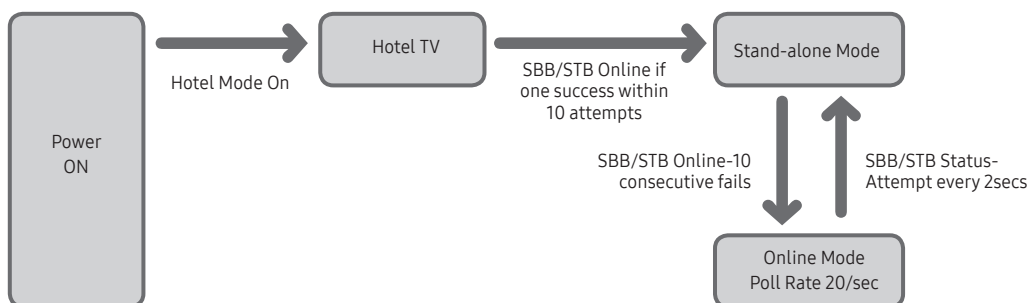 Power
ON
Hotel Mode On
Hotel TV
SBB/STB Online if
one success within
10 attempts
Stand-alone Mode
SBB/STB Online-10
consecutive fails
SBB/STB Status-
Attempt every 2secs
Online Mode
Poll Rate 20/sec